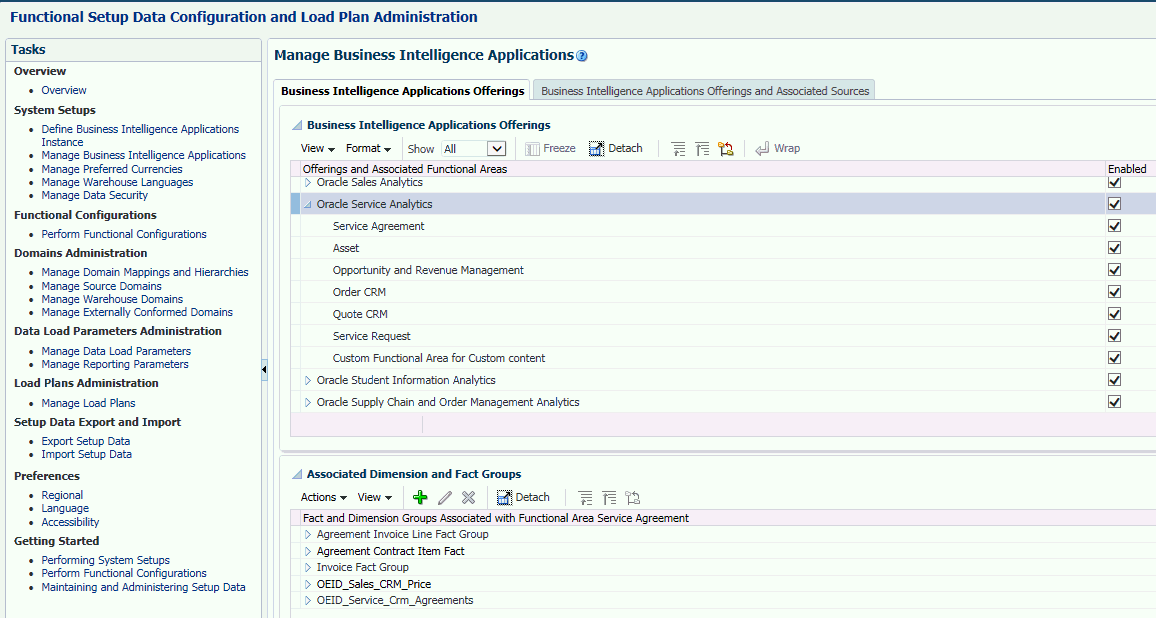 Functional Setup Data Configuration and Load Plan Administration
Tasks
Overview
Overview
System Setups
Define Business Intelligence Applications
Instance
Manage Business Intelligence Applications
Manage Preferred Currencies
Manage Warehouse Languages
Manage Data Security
Functional Configurations
Perform Functional Configurations
Domains Administration
Manage Domain Mappings and Hierarchies
Manage Source Domains
Manage Warehouse Domains
Manage Externally Conformed Domains
Data Load Parameters Administration
Manage Data Load Parameters
Manage Reporting Parameters
Load Plans Administration
Manage Load Plans
Setup Data Export and Import
Export Setup Data
Import Setup Data
Preferences
Regional
Language
Accessibility
Getting Started
Performing System Setups
Perform Functional Configurations
Maintaining and Administering Setup Data
Manage Business Intelligence Applications ?
Business Intelligence Applications Offerings Business Intelligence Applications Offerings and Associated Sources
Business Intelligence Applications Offerings
View Format Show All Freeze Detach Wrap
Offerings and Associated Functional Areas Enabled
Oracle Sales Analytics
Oracle Service Analytics
Service Agreement
Asset
Opportunity and Revenue Management
Order CRM
Quote CRM
Service Request
Custom Functional Area for Custom content
Oracle Student Information Analytics
Oracle Supply Chain and Order Management Analytics
Associated Dimension and Fact Groups
Actions View Detach
Fact and Dimension Groups Associated with Functional Area Service Agreement
Agreement Invoice Line Fact Group
Agreement Contract Item Fact
Invoice Fact Group
OEID_Sales_CRM_Price
OEID_Service_Crm_Agreements